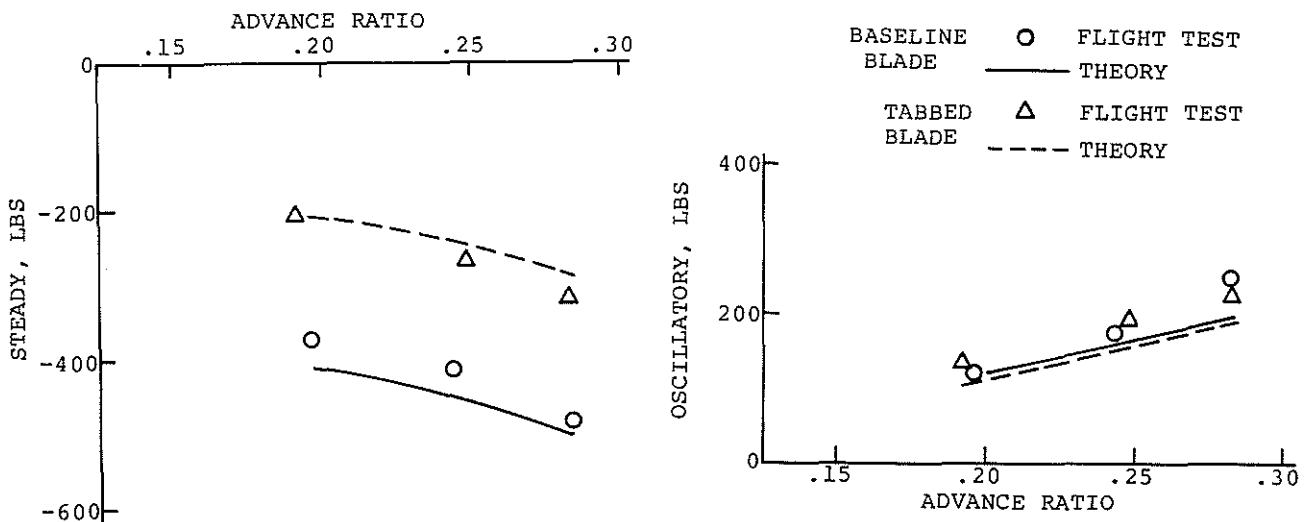 ADVANCE RATIO
.15 .20 .25 .30
0
-200
-400
-600
STEADY, LBS
BASELINE BLADE
FLIGHT TEST
THEORY
TABBED BLADE
FLIGHT TEST
THEORY
400
200
0
OSCILLATORY, LBS
.15 .20 .25 .30
ADVANCE RATIO